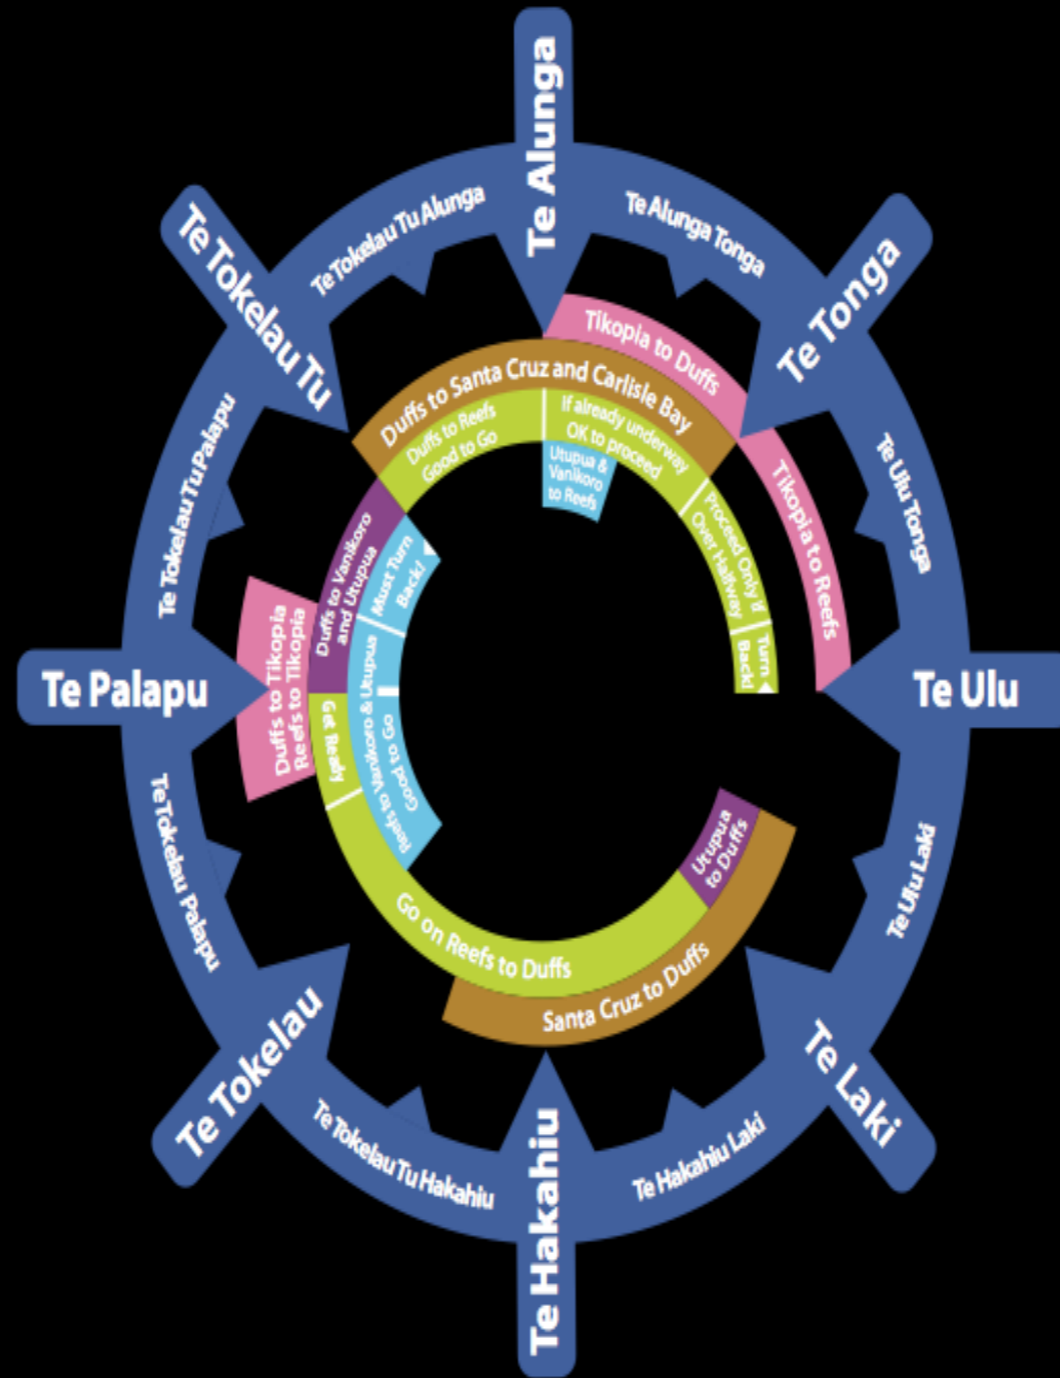 Te Alunga
Te Alunga Tonga
Te Tonga
Te Ulu Tonga
Te Ulu
Te Ulu Laki
Te Laki
Te Hakahiu Laki
Te Hakahiu
Te Tokelau Tu Hakahiu
Te Tokelau
Te Tokelau Palapu
Te Palapu
Te Tokelau Tu Palapu
Te Tokelau Tu
Te Tokelau Tu Alunga
Tikopia to Duffs
Tikopia to Reefs
Duffs to Santa Cruz and Carlisle Bay
Duffs to Reefs
Good to Go
If already underway
OK to proceed
Utupua &
Vanikoro
to Reefs
Proceed Only if
Over Halfway
Turn
Back!
Utupua
to Duffs
Santa Cruz to Duffs
Go on Reefs to Duffs
Get Ready
Duffs to Tikopia
Reefs to Tikopia
Duffs to Vanikoro
and Utupua
Must Turn
Back!
Reefs to Vanikoro & Utupua
Good to Go